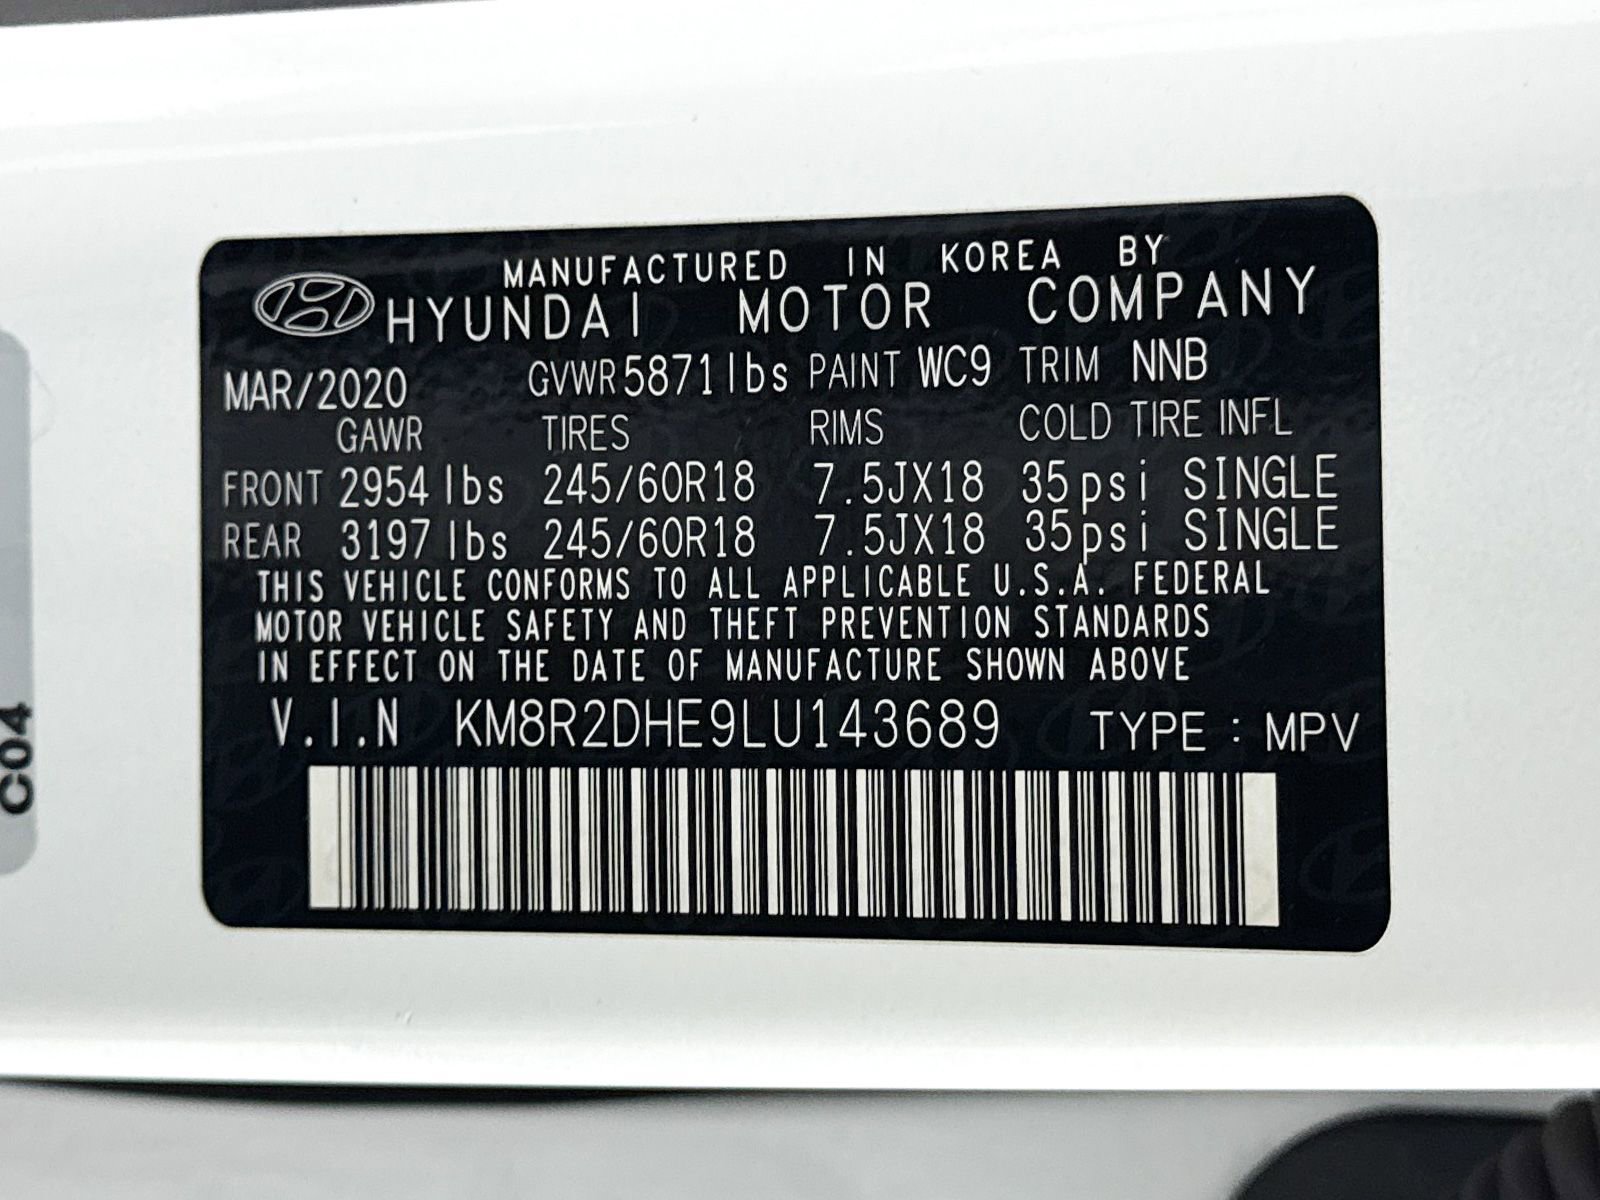 MANUFACTURED IN KOREA BY
HYUNDAI MOTOR COMPANY
MAR/2020 GVWR 5871 lbs PAINT WC9 TRIM NNB
GAWR TIRES RIMS COLD TIRE INFL
FRONT 2954 lbs 245/60R18 7.5JX18 35psi SINGLE
REAR 3197 lbs 245/60R18 7.5JX18 35psi SINGLE
THIS VEHICLE CONFORMS TO ALL APPLICABLE U.S.A. FEDERAL
MOTOR VEHICLE SAFETY AND THEFT PREVENTION STANDARDS
IN EFFECT ON THE DATE OF MANUFACTURE SHOWN ABOVE
V.I.N KM8R2DHE9LU143689 TYPE : MPV
C04